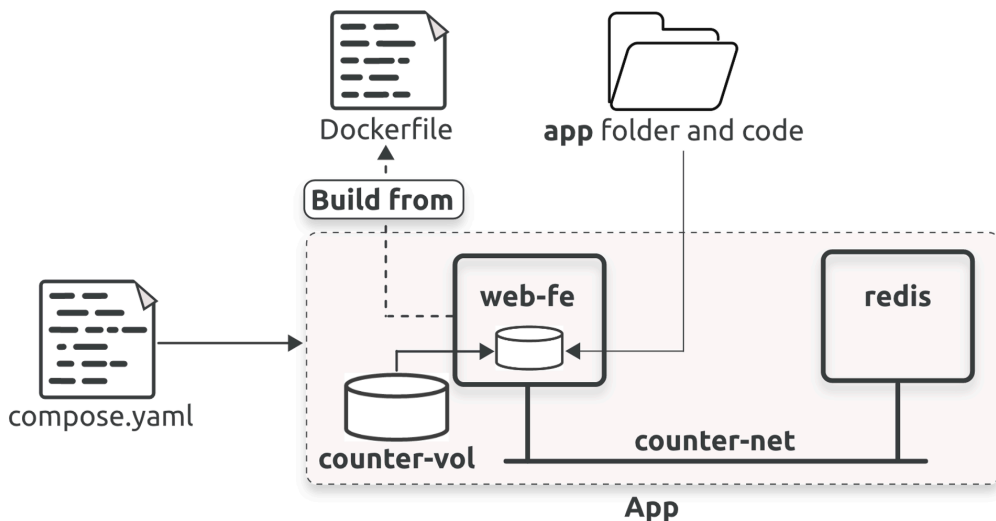 Dockerfile
app folder and code
Build from
web-fe
redis
compose.yaml
counter-vol
counter-net
App